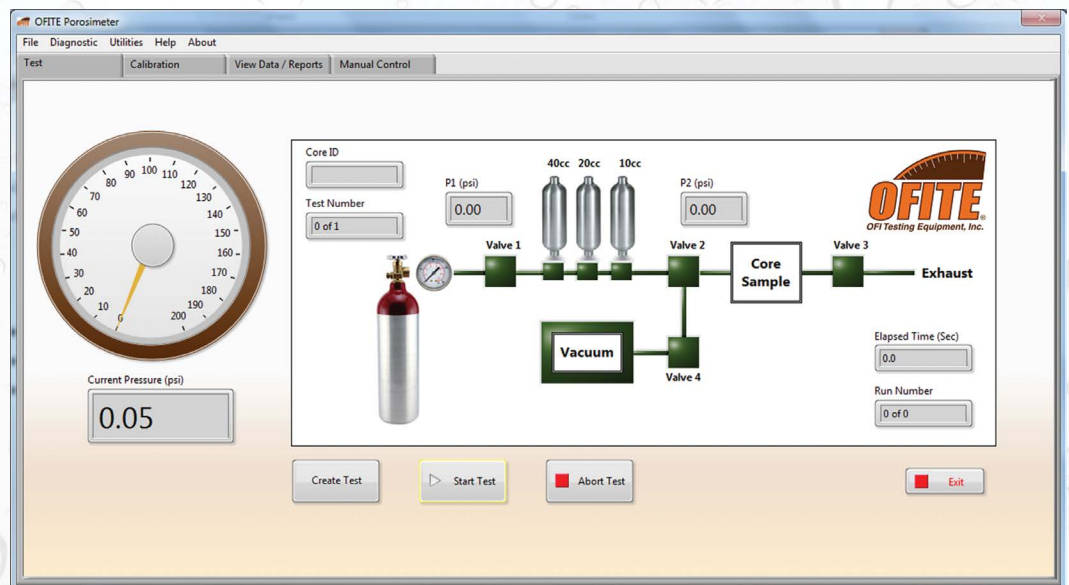 OFITE Porosimeter
File Diagnostic Utilities Help About
Test Calibration View Data / Reports Manual Control
0 10 20 30 40 50 60 70 80 90 100 110 120 130 140 150 160 170 180 190 200
Current Pressure (psi)
0.05
Core ID
Test Number
0 of 1
P1 (psi)
0.00
40cc 20cc 10cc
P2 (psi)
0.00
OFITE®
OFI Testing Equipment, Inc.
Valve 1
Valve 2
Core
Sample
Valve 3
Exhaust
Vacuum
Valve 4
Elapsed Time (Sec)
0.0
Run Number
0 of 0
Create Test
Start Test
Abort Test
Exit